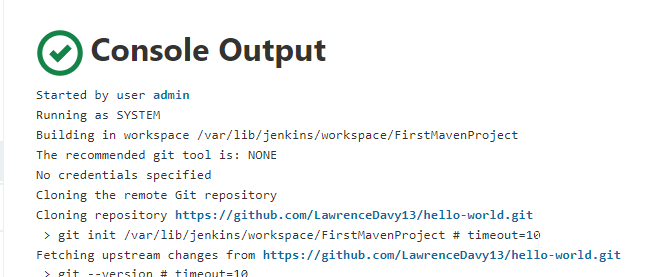 Console Output
Started by user admin
Running as SYSTEM
Building in workspace /var/lib/jenkins/workspace/FirstMavenProject
The recommended git tool is: NONE
No credentials specified
Cloning the remote Git repository
Cloning repository https://github.com/LawrenceDavy13/hello-world.git
> git init /var/lib/jenkins/workspace/FirstMavenProject # timeout=10
Fetching upstream changes from https://github.com/LawrenceDavy13/hello-world.git
> git --version # timeout=10